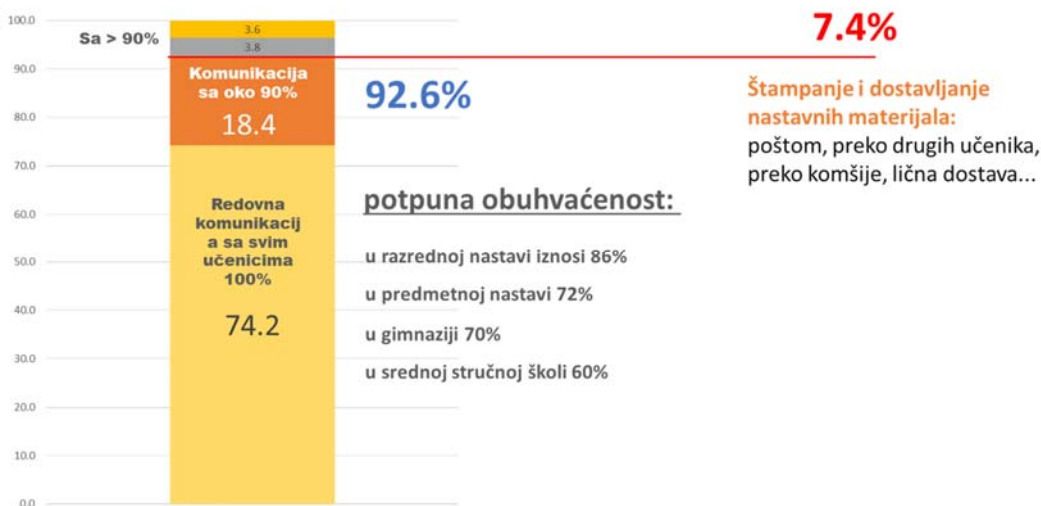 100.0
90.0
80.0
70.0
60.0
50.0
40.0
30.0
20.0
10.0
0.0
Sa > 90%
3.6
3.8
Komunikacija
sa oko 90%
18.4
Redovna
komunikacij
a sa svim
učenicima
100%
74.2
92.6%
potpuna obuhvaćenost:
u razrednoj nastavi iznosi 86%
u predmetnoj nastavi 72%
u gimnaziji 70%
u srednoj stručnoj školi 60%
7.4%
Štampanje i dostavljanje
nastavnih materijala:
poštom, preko drugih učenika,
preko komšije, lična dostava...